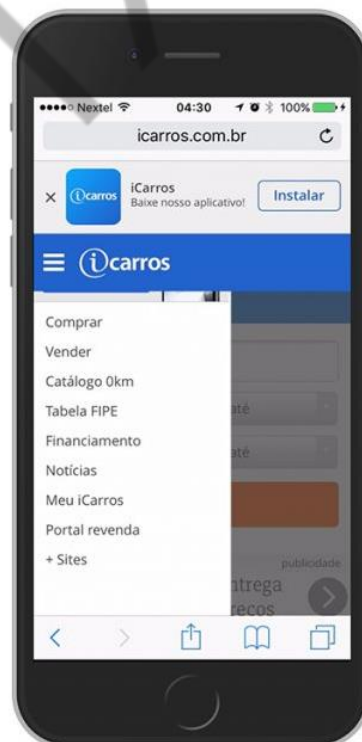 Nextel 04:30 100%
icarros.com.br
icarros
iCarros
Baixe nosso aplicativo!
Instalar
icarros
Comprar
Vender
Catálogo 0km
Tabela FIPE
Financiamento
Notícias
Meu iCarros
Portal revenda
+ Sites
até
até
publicidade
ntrega
reços